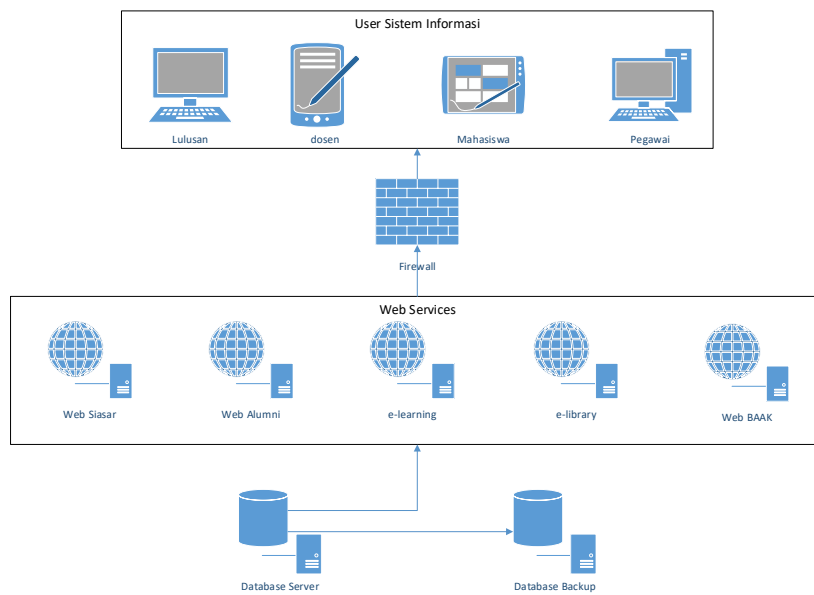 User Sistem Informasi
Lulusan
dosen
Mahasiswa
Pegawai
Firewall
Web Services
Web Siasar
Web Alumni
e-learning
e-library
Web BAAK
Database Server
Database Backup